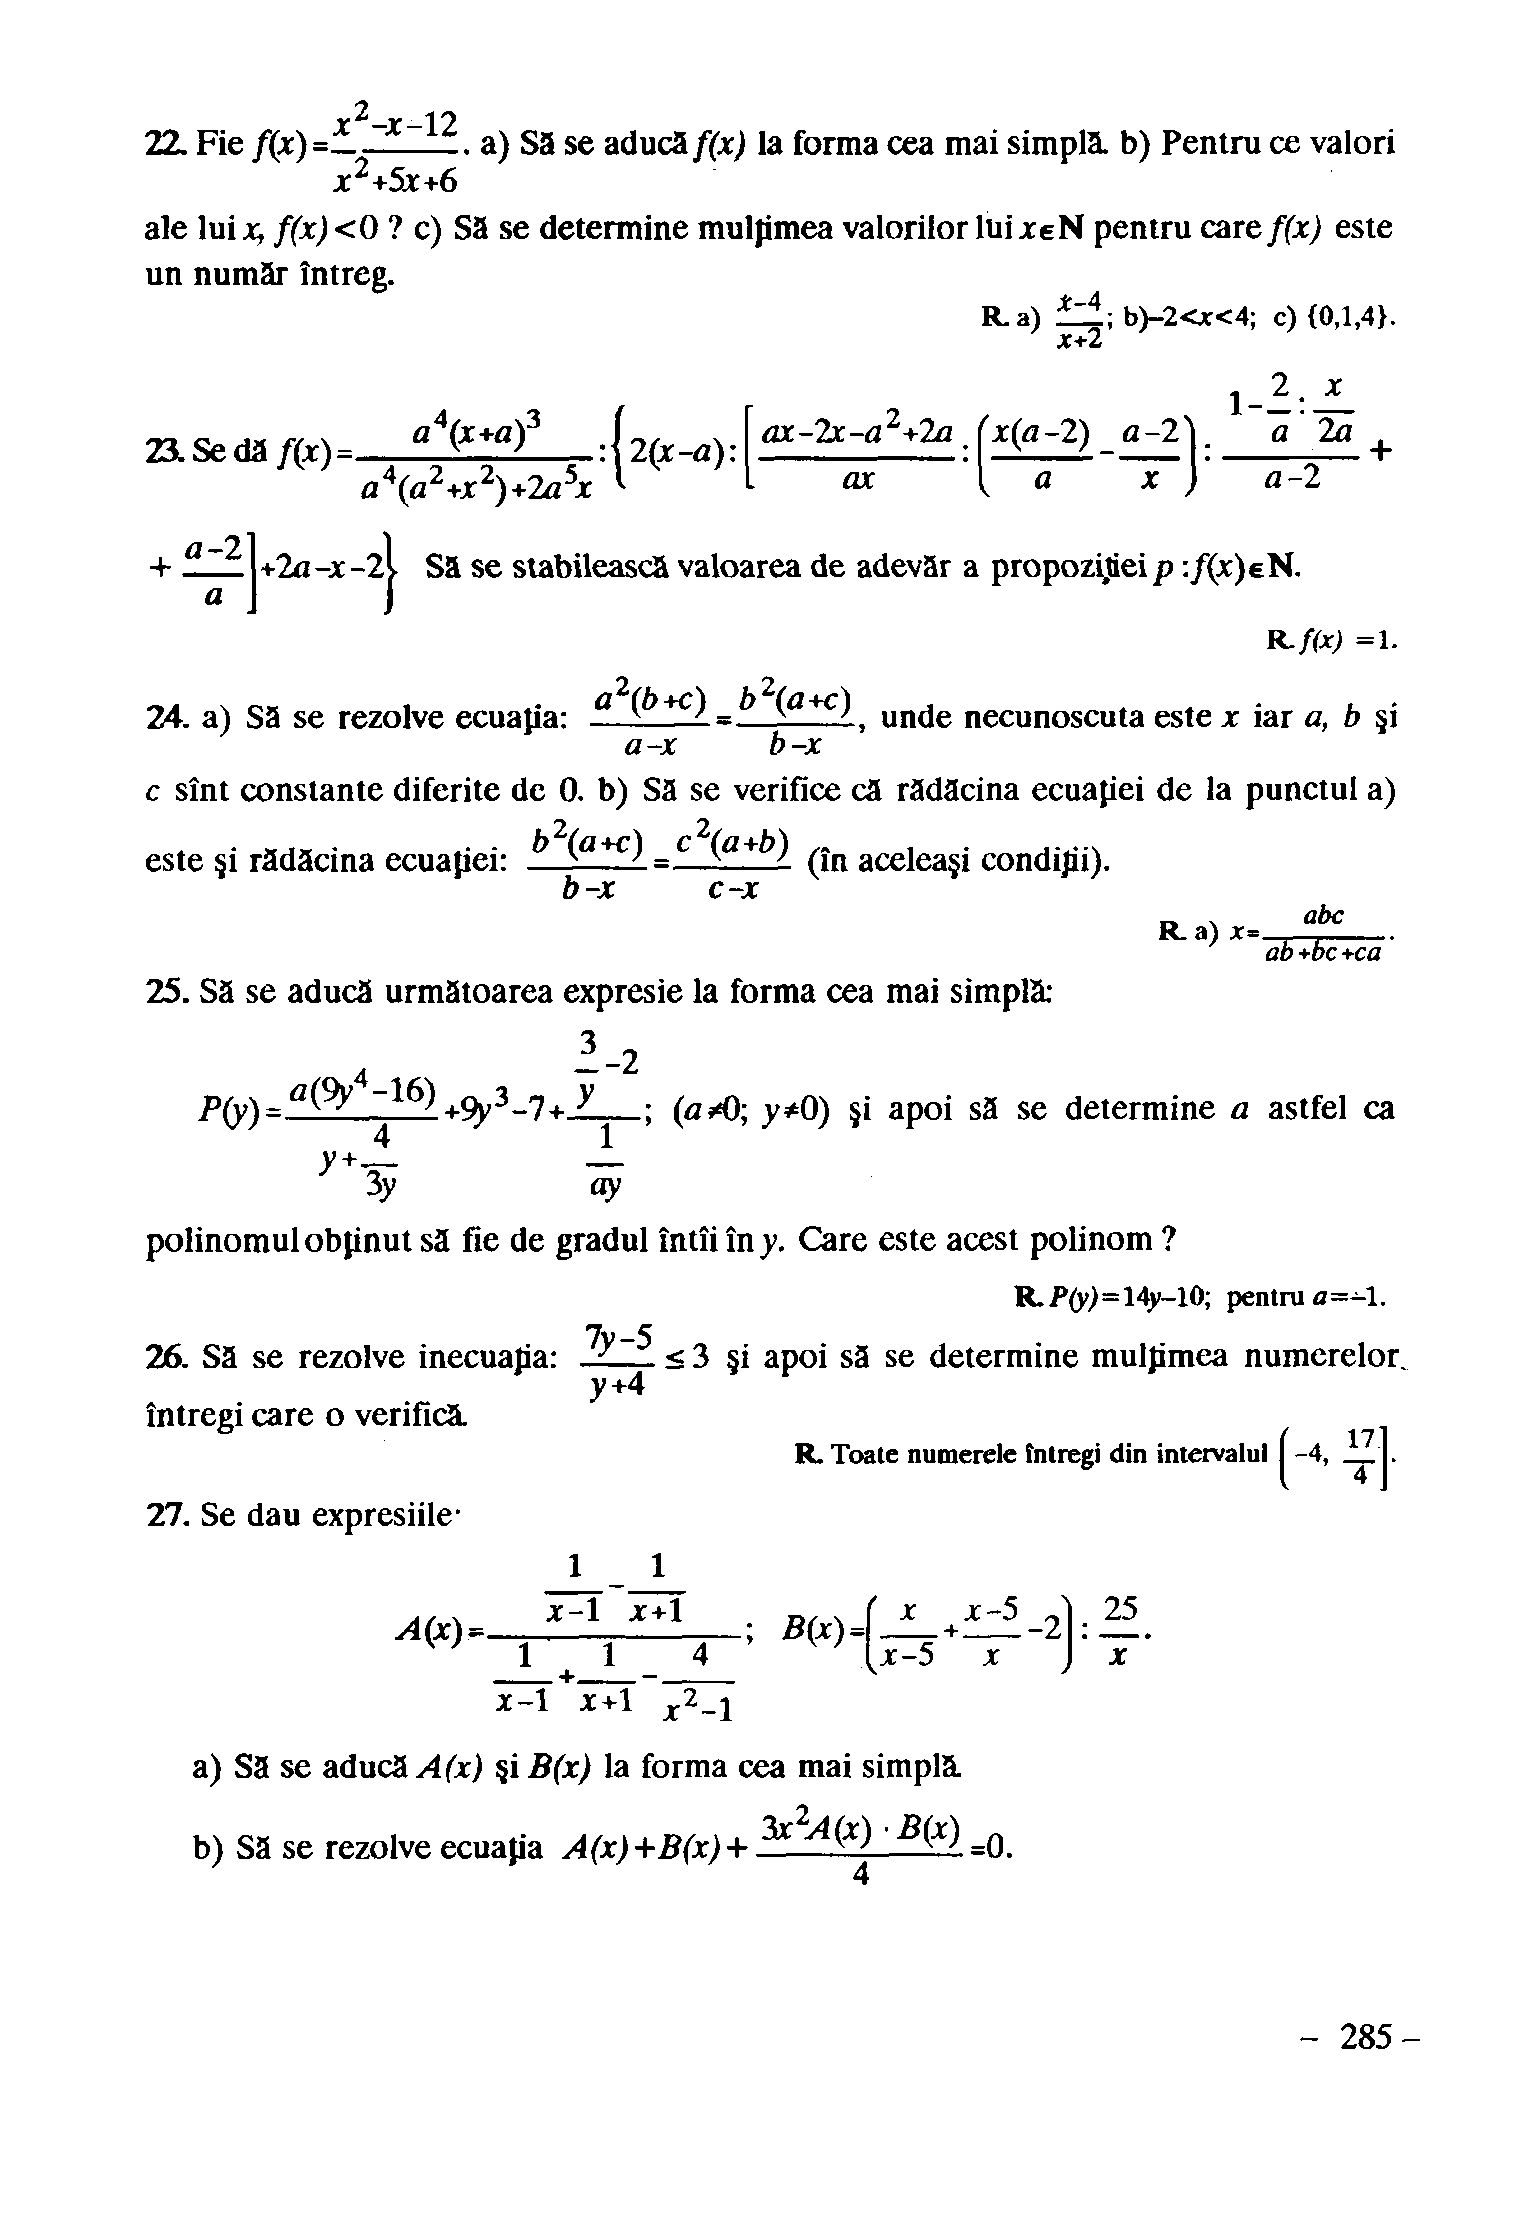 22. Fie f(x)=(x²-x-12)/(x²+5x+6). a) Să se aducă f(x) la forma cea mai simplă. b) Pentru ce valori
ale lui x, f(x)<0 ? c) Să se determine mulţimea valorilor lui x∈N pentru care f(x) este
un număr întreg.
R. a) (x-4)/(x+2); b)-2<x<4; c) {0,1,4}.
23. Se dă f(x)= a⁴(x+a)³/(a⁴(a²+x²)+2a⁵x) :{2(x-a):[(ax-2x-a²+2a)/ax:(x(a-2)/a - (a-2)/x):(1-2/a:x/2a)/(a-2) +
+ (a-2)/a]+2a-x-2} Să se stabilească valoarea de adevăr a propoziţiei p :f(x)∈N.
R. f(x) =1.
24. a) Să se rezolve ecuaţia: a²(b+c)/(a-x) = b²(a+c)/(b-x), unde necunoscuta este x iar a, b şi
c sînt constante diferite de 0. b) Să se verifice că rădăcina ecuaţiei de la punctul a)
este şi rădăcina ecuaţiei: b²(a+c)/(b-x) = c²(a+b)/(c-x) (în aceleaşi condiţii).
R. a) x= abc/(ab+bc+ca).
25. Să se aducă următoarea expresie la forma cea mai simplă:
P(y)= a(9y⁴-16)/(y+4/3y) +9y³-7+ (3/y-2)/(1/ay); (a≠0; y≠0) şi apoi să se determine a astfel ca
polinomul obţinut să fie de gradul întîi în y. Care este acest polinom ?
R. P(y)=14y-10; pentru a=-1.
26. Să se rezolve inecuaţia: (7y-5)/(y+4) ≤ 3 şi apoi să se determine mulţimea numerelor
întregi care o verifică.
R. Toate numerele întregi din intervalul (-4, 17/4].
27. Se dau expresiile·
A(x)= (1/(x-1) - 1/(x+1))/(1/(x-1) + 1/(x+1) - 4/(x²-1)); B(x)=(x/(x-5) + (x-5)/x -2): 25/x.
a) Să se aducă A(x) şi B(x) la forma cea mai simplă.
b) Să se rezolve ecuaţia A(x)+B(x)+ 3x²A(x)·B(x)/4 =0.
- 285 -